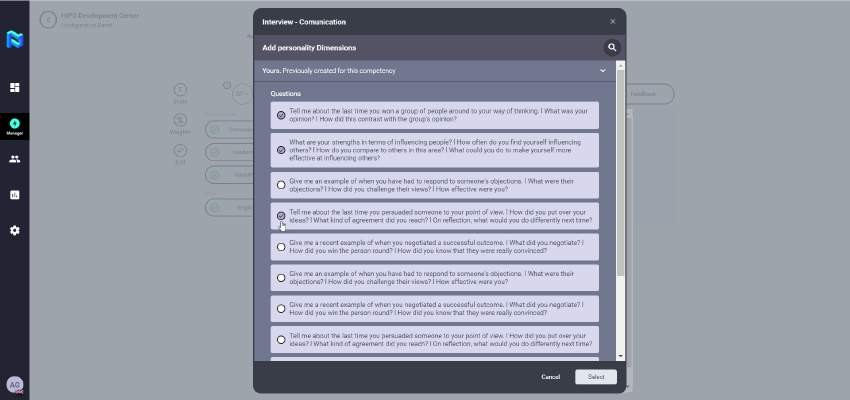 HIPO Development Center
Interview - Comunication
Add personality Dimensions
Yours. Previously created for this competency
Questions
Tell me about the last time you won a group of people around to your way of thinking. | What was your
opinion? | How did this contrast with the group's opinion?
What are your strengths in terms of influencing people? | How often do you find yourself influencing
others? | How do you compare to others in this area? | What could you do to make yourself more
effective at influencing others?
Give me an example of when you have had to respond to someone's objections. | What were their
objections? | How did you challenge their views? | How effective were you?
Tell me about the last time you persuaded someone to your point of view. | How did you put over your
ideas? | What kind of agreement did you reach? | On reflection, what would you do differently next time?
Give me a recent example of when you negotiated a successful outcome. | What did you negotiate? |
How did you win the person round? | How did you know that they were really convinced?
Give me an example of when you have had to respond to someone's objections. | What were their
objections? | How did you challenge their views? | How effective were you?
Give me a recent example of when you negotiated a successful outcome. | What did you negotiate? |
How did you win the person round? | How did you know that they were really convinced?
Tell me about the last time you persuaded someone to your point of view. | How did you put over your
ideas? | What kind of agreement did you reach? | On reflection, what would you do differently next time?
Cancel
Select
Manager
Weights
Edit
Feedback
AG